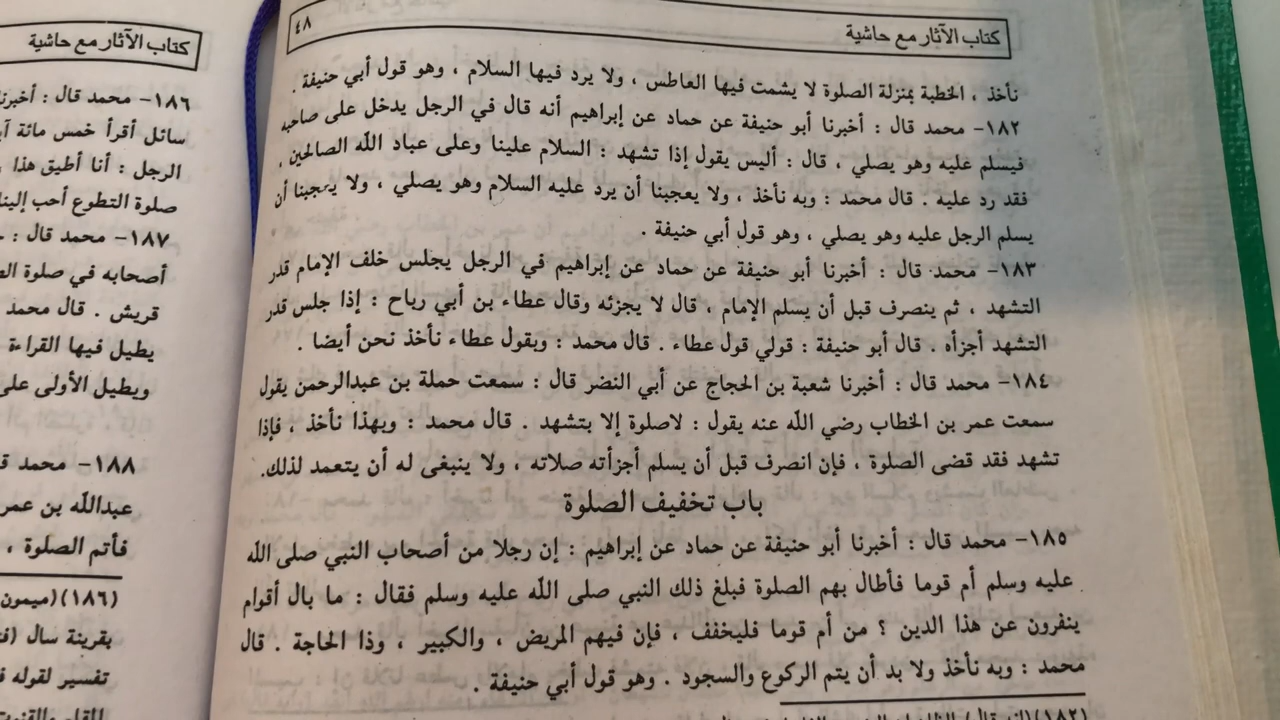 كتاب الآثار مع حاشية
٤٨
نأخذ ، الخطبة بمنزلة الصلوة لا يشمت فيها العاطس ، ولا يرد فيها السلام ، وهو قول أبي حنيفة .
١٨٢- محمد قال : أخبرنا أبو حنيفة عن حماد عن إبراهيم أنه قال في الرجل يدخل على صاحبه
فيسلم عليه وهو يصلي ، قال : أليس يقول إذا تشهد : السلام علينا وعلى عباد الله الصالحين ،
فقد رد عليه . قال محمد : وبه نأخذ ، ولا يعجبنا أن يرد عليه السلام وهو يصلي ، ولا يعجبنا أن
يسلم الرجل عليه وهو يصلي ، وهو قول أبي حنيفة .
١٨٣- محمد قال : أخبرنا أبو حنيفة عن حماد عن إبراهيم في الرجل يجلس خلف الإمام قدر
التشهد ، ثم ينصرف قبل أن يسلم الإمام ، قال لا يجزئه وقال عطاء بن أبي رباح : إذا جلس قدر
التشهد أجزأه . قال أبو حنيفة : قولي قول عطاء . قال محمد : وبقول عطاء نأخذ نحن أيضا .
١٨٤- محمد قال : أخبرنا شعبة بن الحجاج عن أبي النضر قال : سمعت حملة بن عبدالرحمن يقول
سمعت عمر بن الخطاب رضي الله عنه يقول : لاصلوة إلا بتشهد . قال محمد : وبهذا نأخذ ، فإذا
تشهد فقد قضى الصلوة ، فإن انصرف قبل أن يسلم أجزأته صلاته ، ولا ينبغى له أن يتعمد لذلك.
باب تخفيف الصلوة
١٨٥- محمد قال : أخبرنا أبو حنيفة عن حماد عن إبراهيم : إن رجلا من أصحاب النبي صلى الله
عليه وسلم أم قوما فأطال بهم الصلوة فبلغ ذلك النبي صلى الله عليه وسلم فقال : ما بال أقوام
ينفرون عن هذا الدين ؟ من أم قوما فليخفف ، فإن فيهم المريض ، والكبير ، وذا الحاجة . قال
محمد : وبه نأخذ ولا بد أن يتم الركوع والسجود . وهو قول أبي حنيفة .
كتاب الآثار مع حاشية
١٨٦- محمد قال : أخبرنا
سائل أقرأ خمس مائة
الرجل : أنا أطيق هذا ،
صلوة التطوع أحب إلينا
١٨٧- محمد قال :
أصحابه في صلوة
قريش . قال محمد
يطيل فيها القراءة
ويطيل الأولى على
١٨٨- محمد
عبدالله بن عمر
فأتم الصلوة ،
(١٨٦)(ميمون
بقرينة سال
تفسير لقوله